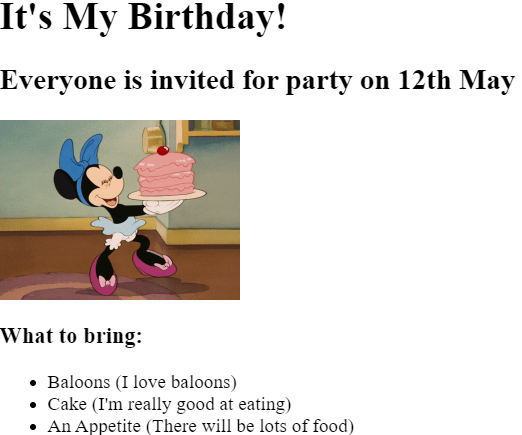 It's My Birthday!
Everyone is invited for party on 12th May
What to bring:
Baloons (I love baloons)
Cake (I'm really good at eating)
An Appetite (There will be lots of food)